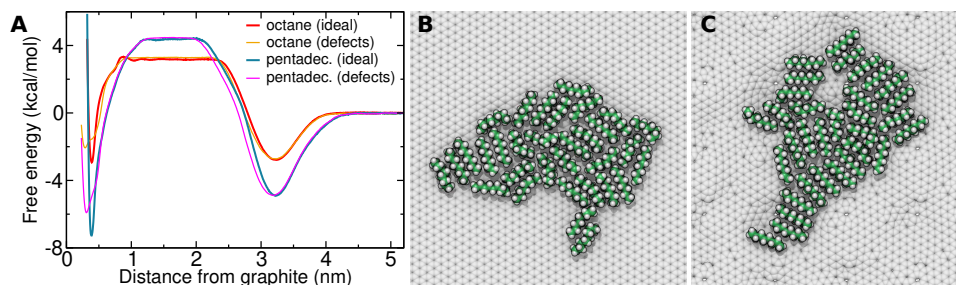 A
octane (ideal)
octane (defects)
pentadec. (ideal)
pentadec. (defects)
Free energy (kcal/mol)
4
0
-4
-8
0 1 2 3 4 5
Distance from graphite (nm)
B
C